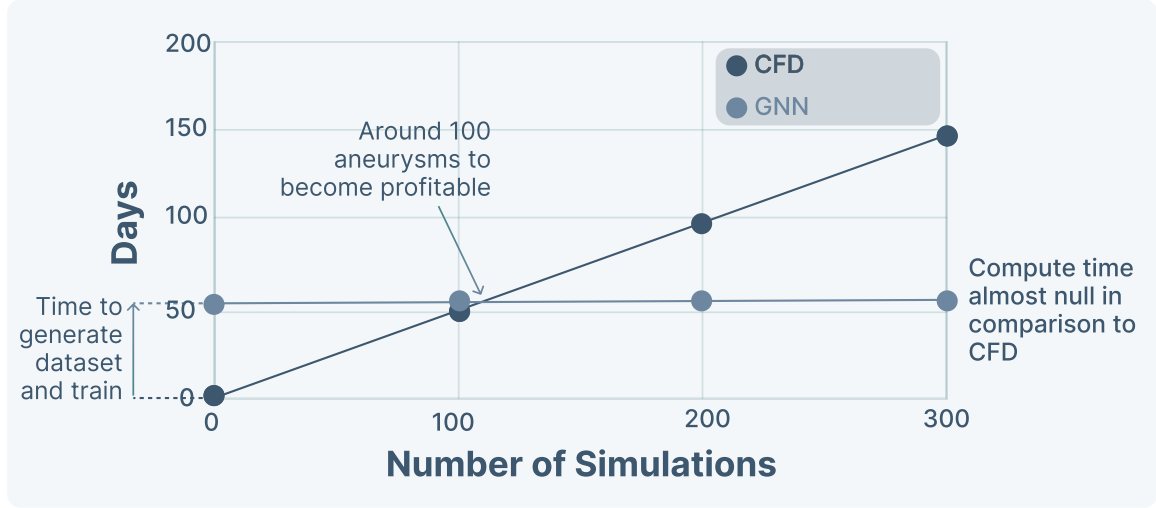 200
CFD
GNN
150
Around 100
aneurysms to
become profitable
Days
100
Compute time
almost null in
comparison to
CFD
Time to
generate
dataset
and train
50
0
0
100
200
300
Number of Simulations